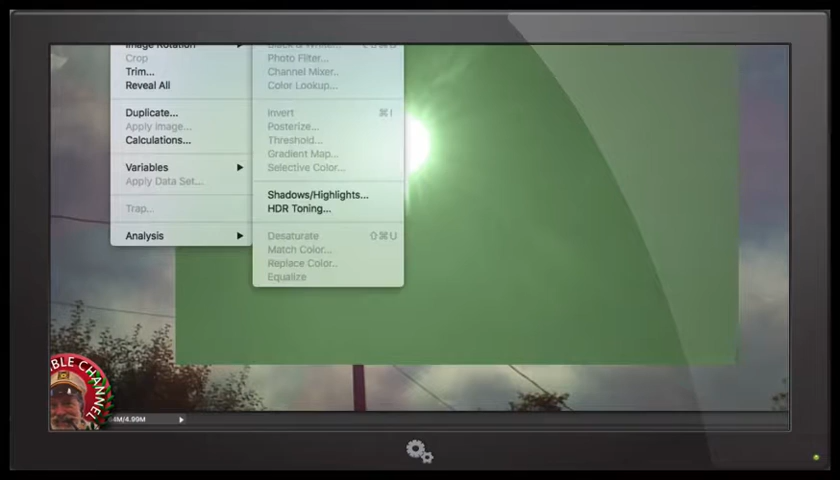 Image Rotation
Crop
Trim...
Reveal All
Duplicate...
Apply Image...
Calculations...
Variables
Apply Data Set...
Trap...
Analysis
Photo Filter...
Channel Mixer..
Color Lookup...
Invert ⌘I
Posterize...
Threshold...
Gradient Map...
Selective Color...
Shadows/Highlights...
HDR Toning...
Desaturate ⇧⌘U
Match Color...
Replace Color..
Equalize
BLE CHANNEL
4M/4.99M